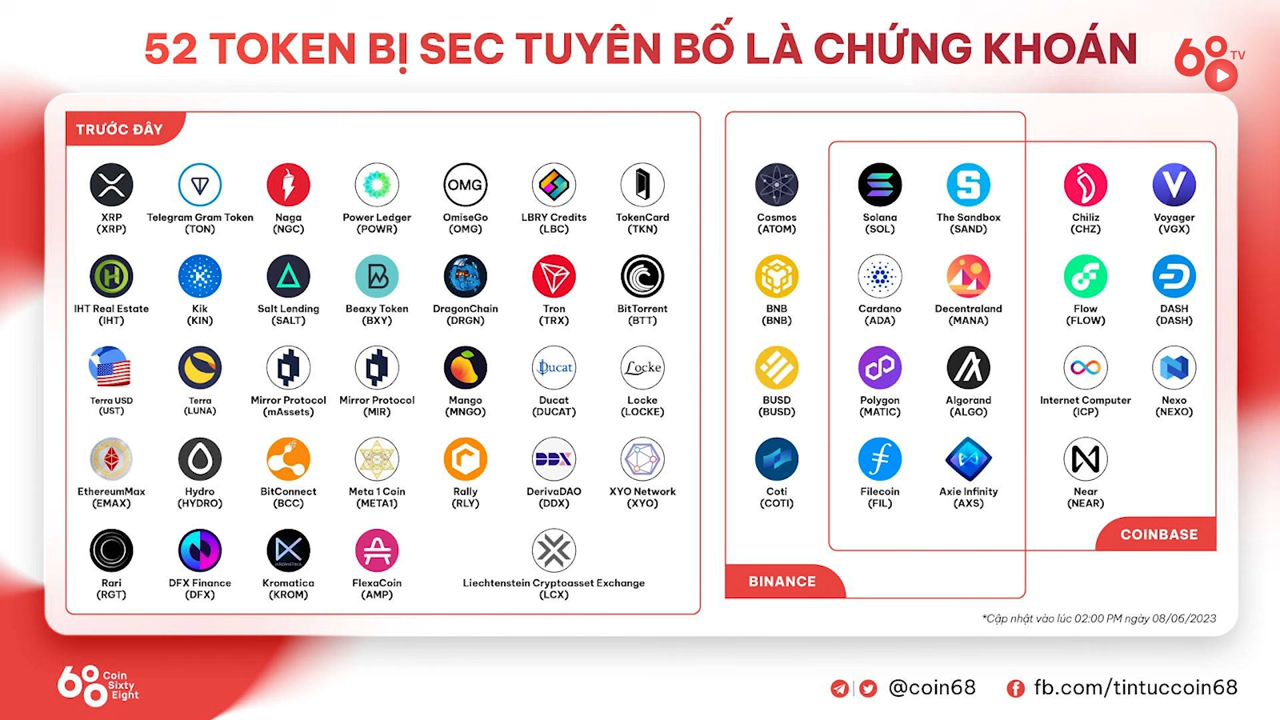 52 TOKEN BỊ SEC TUYÊN BỐ LÀ CHỨNG KHOÁN
68 TV
TRƯỚC ĐÂY
XRP
(XRP)
Telegram Gram Token
(TON)
Naga
(NGC)
Power Ledger
(POWR)
OMG
OmiseGo
(OMG)
LBRY Credits
(LBC)
TokenCard
(TKN)
Cosmos
(ATOM)
Solana
(SOL)
The Sandbox
(SAND)
Chiliz
(CHZ)
Voyager
(VGX)
IHT Real Estate
(IHT)
Kik
(KIN)
Salt Lending
(SALT)
Beaxy Token
(BXY)
DragonChain
(DRGN)
Tron
(TRX)
BitTorrent
(BTT)
BNB
(BNB)
Cardano
(ADA)
Decentraland
(MANA)
Flow
(FLOW)
DASH
(DASH)
Terra USD
(UST)
Terra
(LUNA)
Mirror Protocol
(mAssets)
Mirror Protocol
(MIR)
Mango
(MNGO)
Ducat
Ducat
(DUCAT)
Locke
Locke
(LOCKE)
BUSD
(BUSD)
Polygon
(MATIC)
Algorand
(ALGO)
Internet Computer
(ICP)
Nexo
(NEXO)
EthereumMax
(EMAX)
Hydro
(HYDRO)
BitConnect
(BCC)
Meta 1 Coin
(META1)
Rally
(RLY)
DDX
DerivaDAO
(DDX)
XYO Network
(XYO)
Coti
(COTI)
Filecoin
(FIL)
Axie Infinity
(AXS)
Near
(NEAR)
Rari
(RGT)
DFX Finance
(DFX)
Kromatica
(KROM)
FlexaCoin
(AMP)
Liechtenstein Cryptoasset Exchange
(LCX)
COINBASE
BINANCE
*Cập nhật vào lúc 02:00 PM ngày 08/06/2023
68 Coin
Sixty
Eight
@coin68
fb.com/tintuccoin68